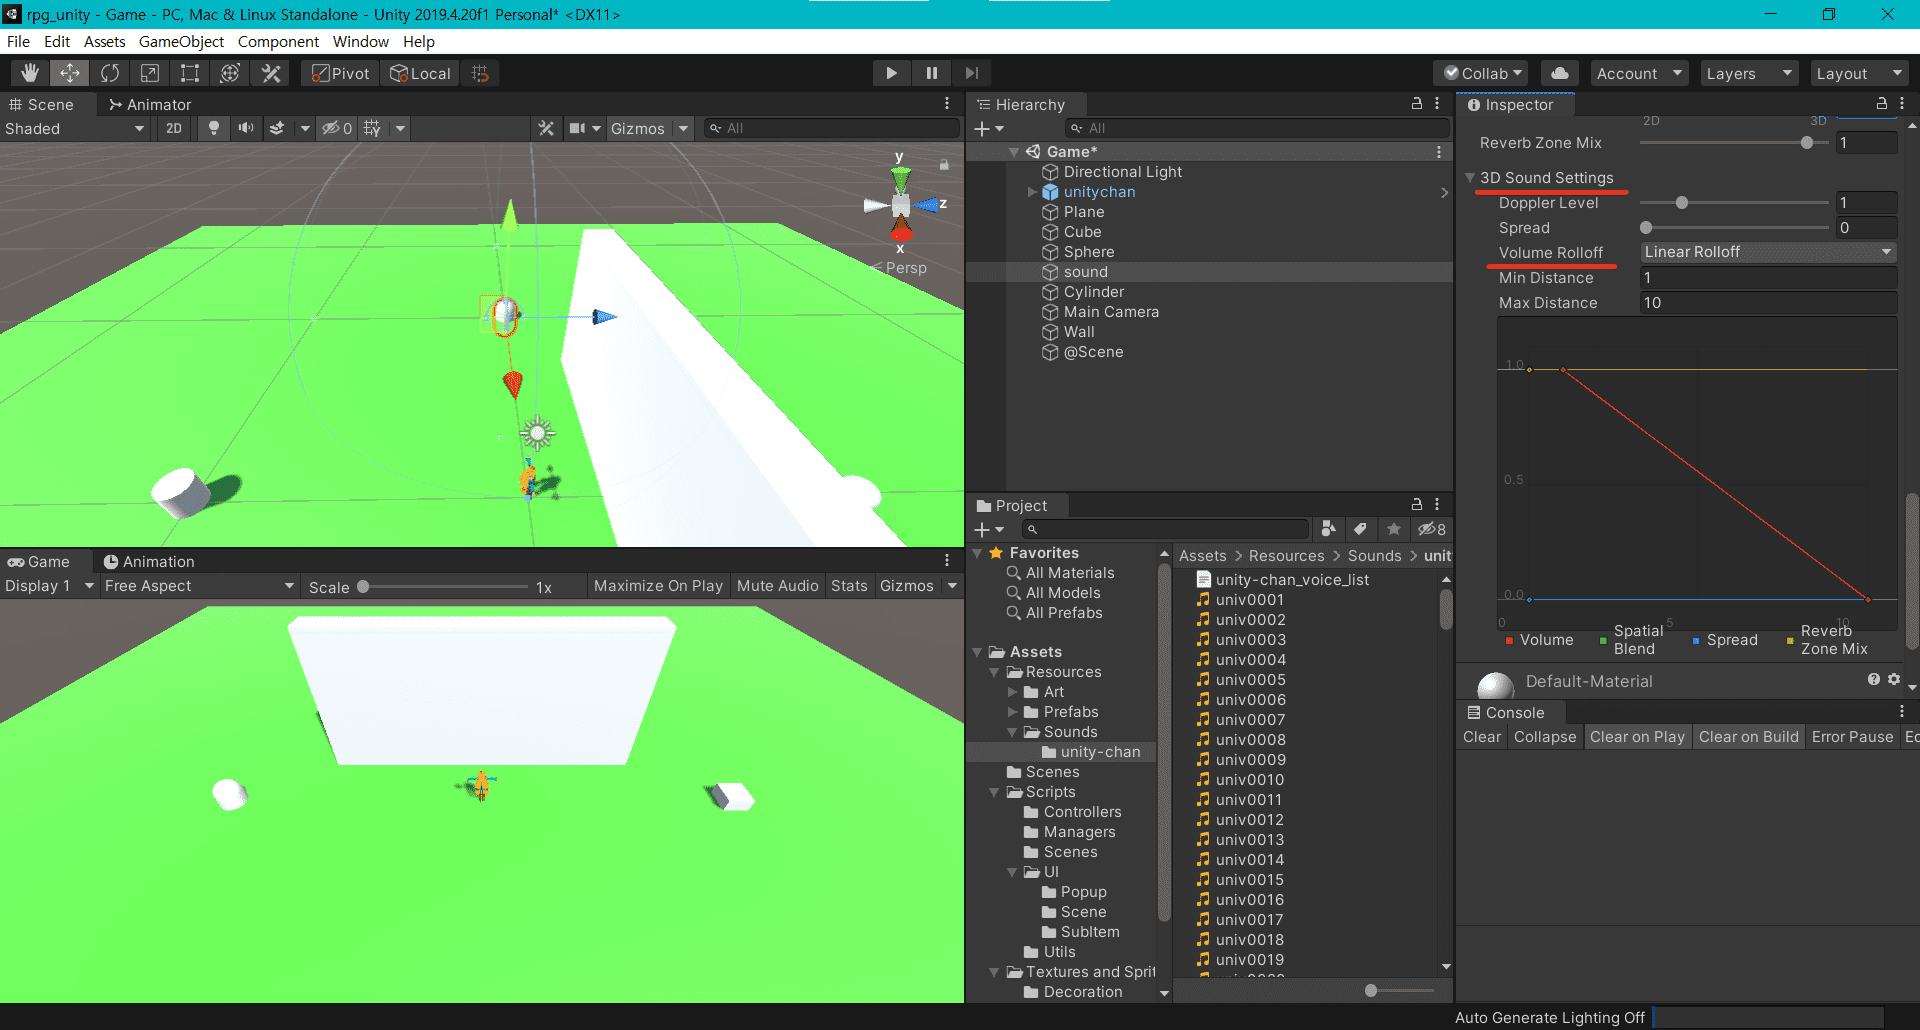 rpg_unity - Game - PC, Mac & Linux Standalone - Unity 2019.4.20f1 Personal* <DX11>
File Edit Assets GameObject Component Window Help
Pivot Local
Collab Account Layers Layout
Scene Animator
Shaded 2D 0 Gizmos All
y
z
x
Persp
Game Animation
Display 1 Free Aspect Scale 1x Maximize On Play Mute Audio Stats Gizmos
Hierarchy
All
Game*
Directional Light
unitychan
Plane
Cube
Sphere
sound
Cylinder
Main Camera
Wall
@Scene
Project
8
Favorites
All Materials
All Models
All Prefabs
Assets
Resources
Art
Prefabs
Sounds
unity-chan
Scenes
Scripts
Controllers
Managers
Scenes
UI
Popup
Scene
SubItem
Utils
Textures and Sprit
Decoration
Assets > Resources > Sounds > unit
unity-chan_voice_list
univ0001
univ0002
univ0003
univ0004
univ0005
univ0006
univ0007
univ0008
univ0009
univ0010
univ0011
univ0012
univ0013
univ0014
univ0015
univ0016
univ0017
univ0018
univ0019
Inspector
2D 3D
Reverb Zone Mix 1
3D Sound Settings
Doppler Level 1
Spread 0
Volume Rolloff Linear Rolloff
Min Distance 1
Max Distance 10
1.0
0.5
0.0
0 5 10
Volume Spatial Blend Spread Reverb Zone Mix
Default-Material
Console
Clear Collapse Clear on Play Clear on Build Error Pause Ed
Auto Generate Lighting Off